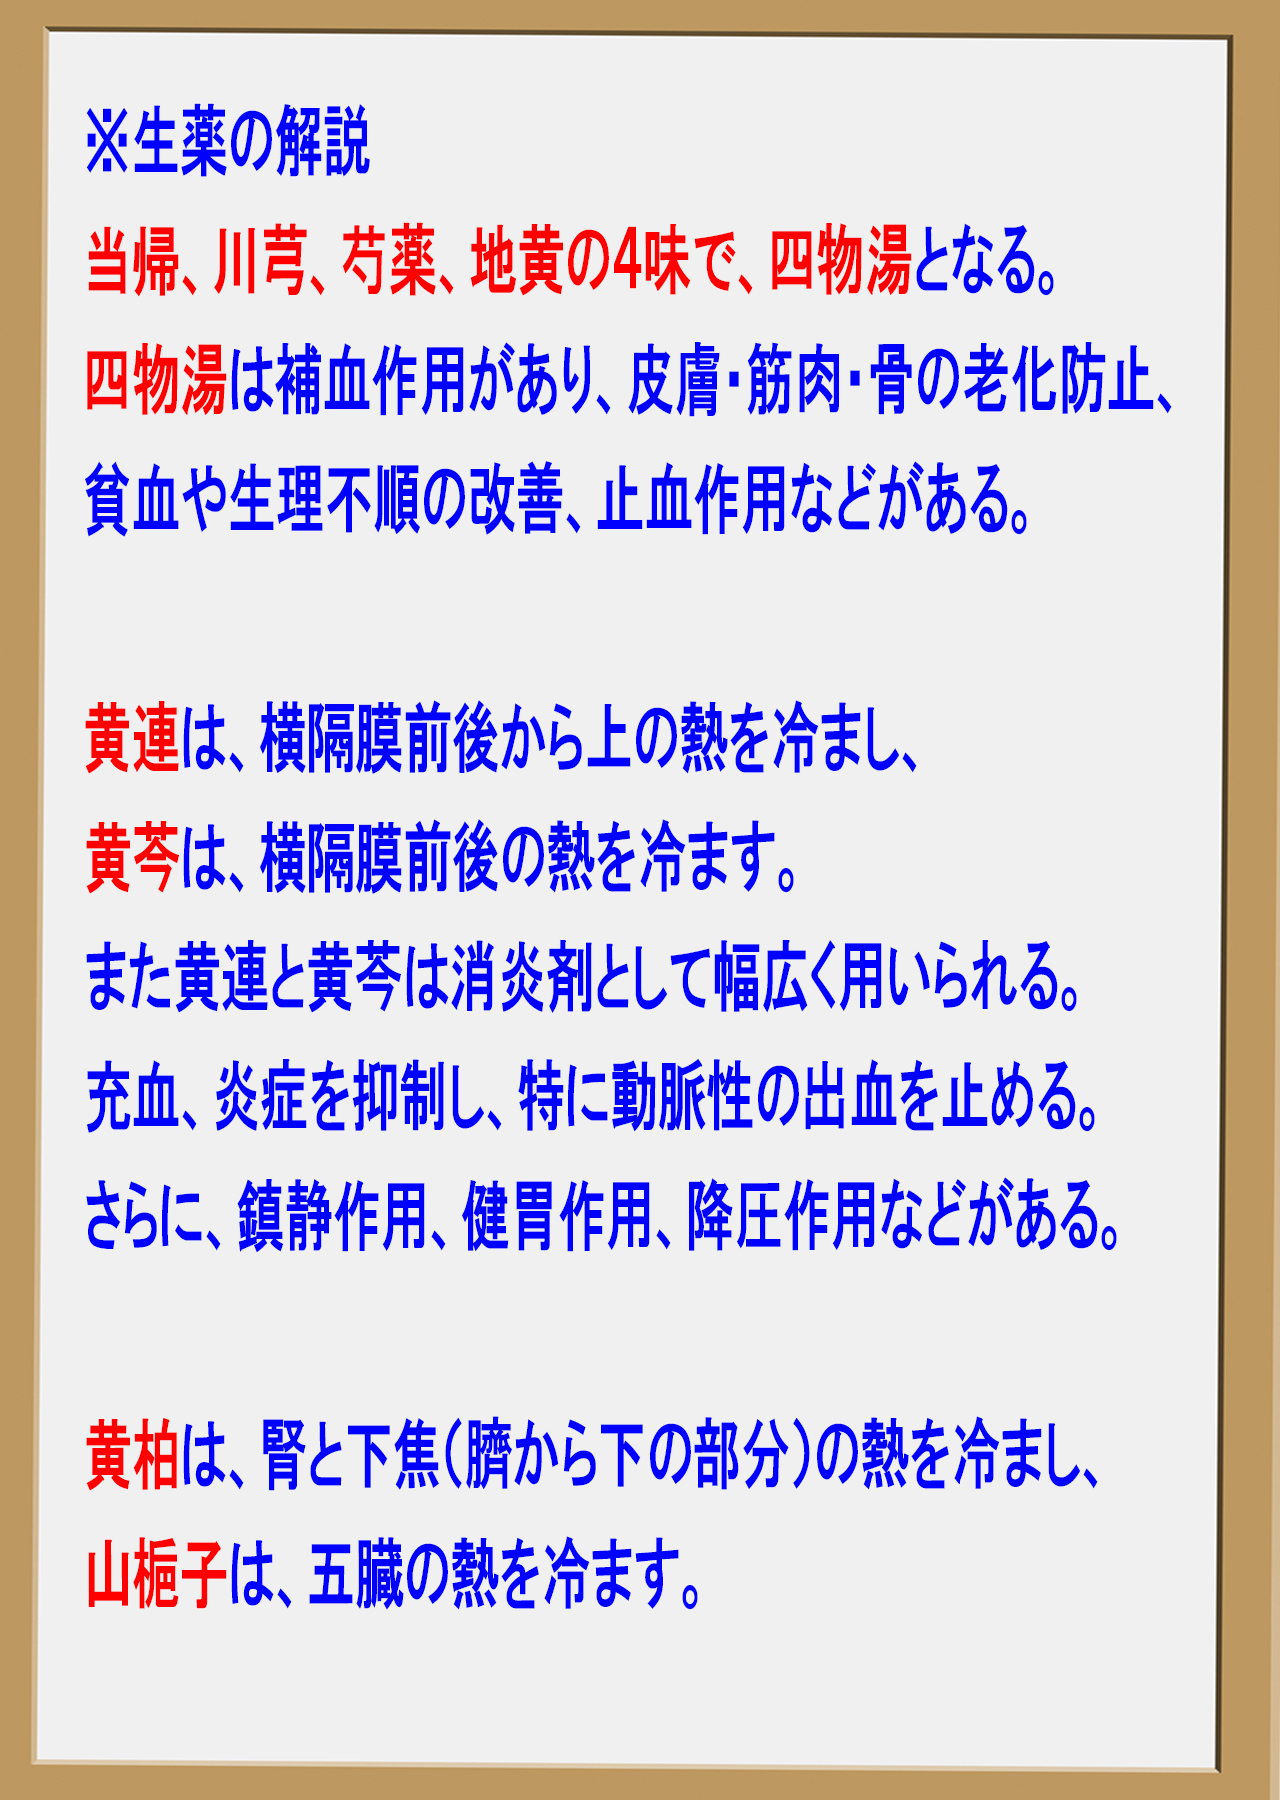 ※生薬の解説
当帰、川芎、芍薬、地黄の4味で、四物湯となる。
四物湯は補血作用があり、皮膚・筋肉・骨の老化防止、
貧血や生理不順の改善、止血作用などがある。
黄連は、横隔膜前後から上の熱を冷まし、
黄芩は、横隔膜前後の熱を冷ます。
また黄連と黄芩は消炎剤として幅広く用いられる。
充血、炎症を抑制し、特に動脈性の出血を止める。
さらに、鎮静作用、健胃作用、降圧作用などがある。
黄柏は、腎と下焦(臍から下の部分)の熱を冷まし、
山梔子は、五臓の熱を冷ます。